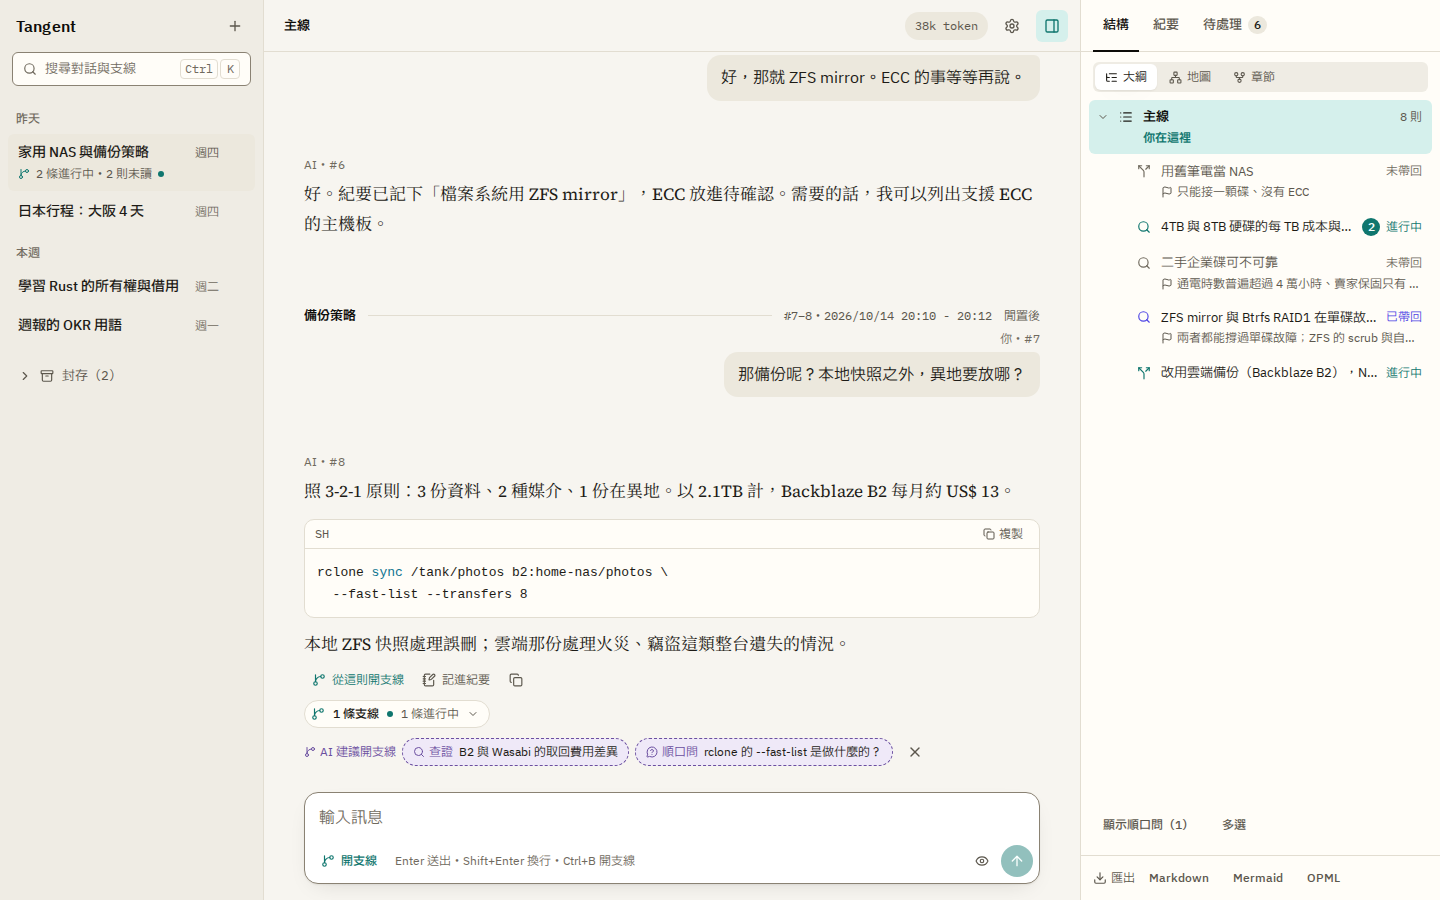 Tangent
搜尋對話與支線
Ctrl K
昨天
家用 NAS 與備份策略 週四
2 條進行中・2 則未讀
日本行程：大阪 4 天 週四
本週
學習 Rust 的所有權與借用 週二
週報的 OKR 用語 週一
封存（2）
主線
38k token
好，那就 ZFS mirror。ECC 的事等等再說。
AI・#6
好。紀要已記下「檔案系統用 ZFS mirror」，ECC 放進待確認。需要的話，我可以列出支援 ECC
的主機板。
備份策略 #7–8・2026/10/14 20:10 - 20:12 閒置後
你・#7
那備份呢？本地快照之外，異地要放哪？
AI・#8
照 3-2-1 原則：3 份資料、2 種媒介、1 份在異地。以 2.1TB 計，Backblaze B2 每月約 US$ 13。
SH 複製
rclone sync /tank/photos b2:home-nas/photos \
--fast-list --transfers 8
本地 ZFS 快照處理誤刪；雲端那份處理火災、竊盜這類整台遺失的情況。
從這則開支線 記進紀要
1 條支線 1 條進行中
AI 建議開支線 查證 B2 與 Wasabi 的取回費用差異 順口問 rclone 的 --fast-list 是做什麼的？
輸入訊息
開支線 Enter 送出・Shift+Enter 換行・Ctrl+B 開支線
結構 紀要 待處理 6
大綱 地圖 章節
主線 8 則
你在這裡
用舊筆電當 NAS 未帶回
只能接一顆碟、沒有 ECC
4TB 與 8TB 硬碟的每 TB 成本與... 2 進行中
二手企業碟可不可靠 未帶回
通電時數普遍超過 4 萬小時、賣家保固只有 ...
ZFS mirror 與 Btrfs RAID1 在單碟故... 已帶回
兩者都能撐過單碟故障；ZFS 的 scrub 與自...
改用雲端備份（Backblaze B2），N... 進行中
顯示順口問（1） 多選
匯出 Markdown Mermaid OPML